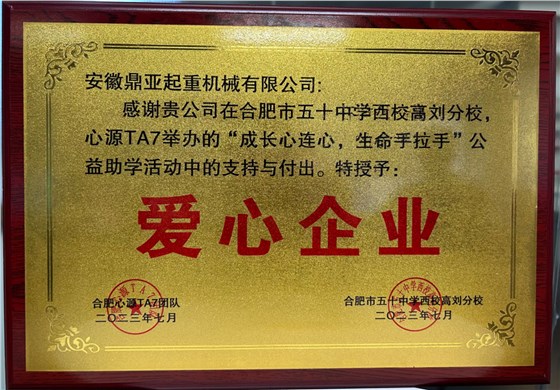 安徽鼎亚起重机械有限公司:
感谢贵公司在合肥市五十中学西校高刘分校，
心源TA7举办的“成长心连心，生命手拉手”公
益助学活动中的支持与付出。特授予:
爱心企业
合肥心源TA7团队
合肥市五十中学西校高刘分校
二〇二三年七月
二〇二三年七月